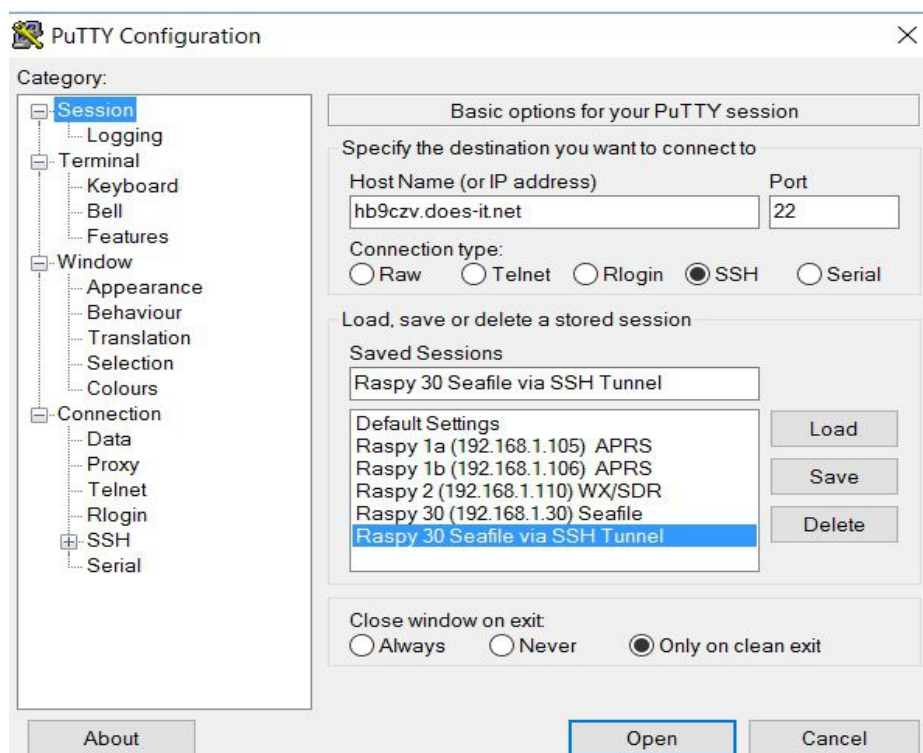 PuTTY Configuration
Category:
Session
Logging
Terminal
Keyboard
Bell
Features
Window
Appearance
Behaviour
Translation
Selection
Colours
Connection
Data
Proxy
Telnet
Rlogin
SSH
Serial
Basic options for your PuTTY session
Specify the destination you want to connect to
Host Name (or IP address) Port
hb9czv.does-it.net 22
Connection type:
Raw Telnet Rlogin SSH Serial
Load, save or delete a stored session
Saved Sessions
Raspy 30 Seafile via SSH Tunnel
Default Settings
Raspy 1a (192.168.1.105) APRS
Raspy 1b (192.168.1.106) APRS
Raspy 2 (192.168.1.110) WX/SDR
Raspy 30 (192.168.1.30) Seafile
Raspy 30 Seafile via SSH Tunnel
Load
Save
Delete
Close window on exit:
Always Never Only on clean exit
About Open Cancel